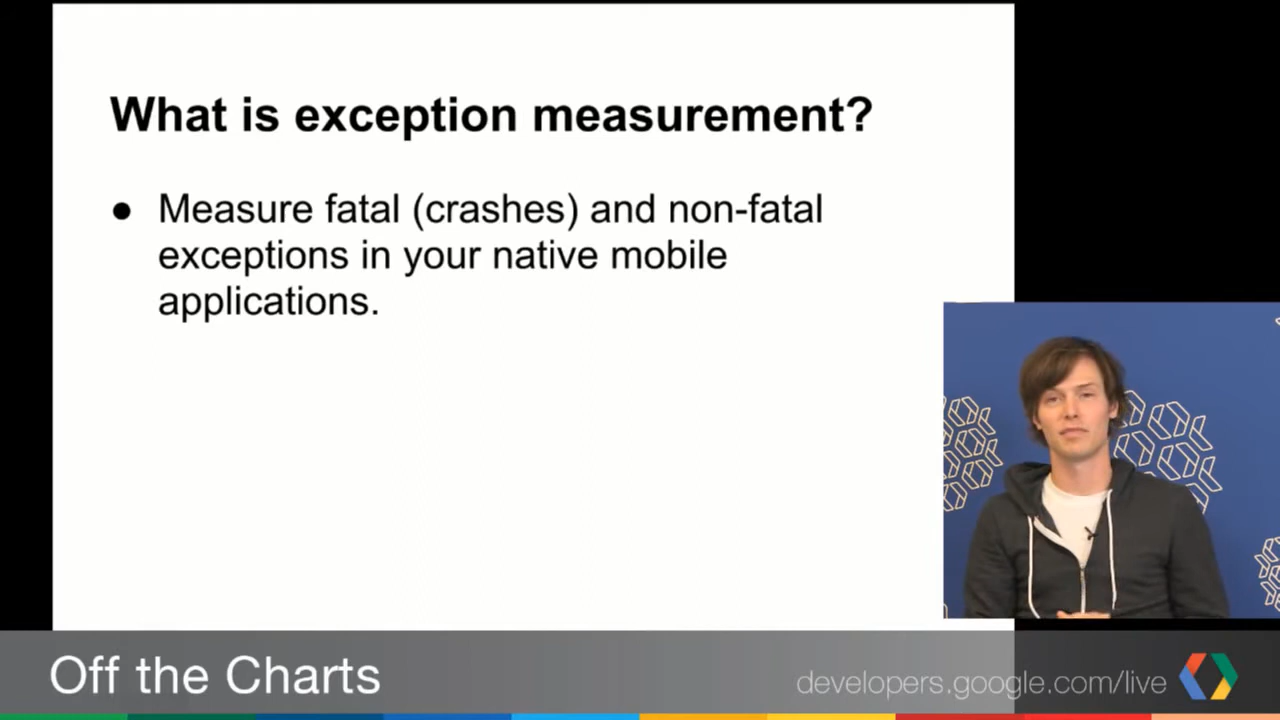 What is exception measurement?
● Measure fatal (crashes) and non-fatal
exceptions in your native mobile
applications.
Off the Charts
developers.google.com/live